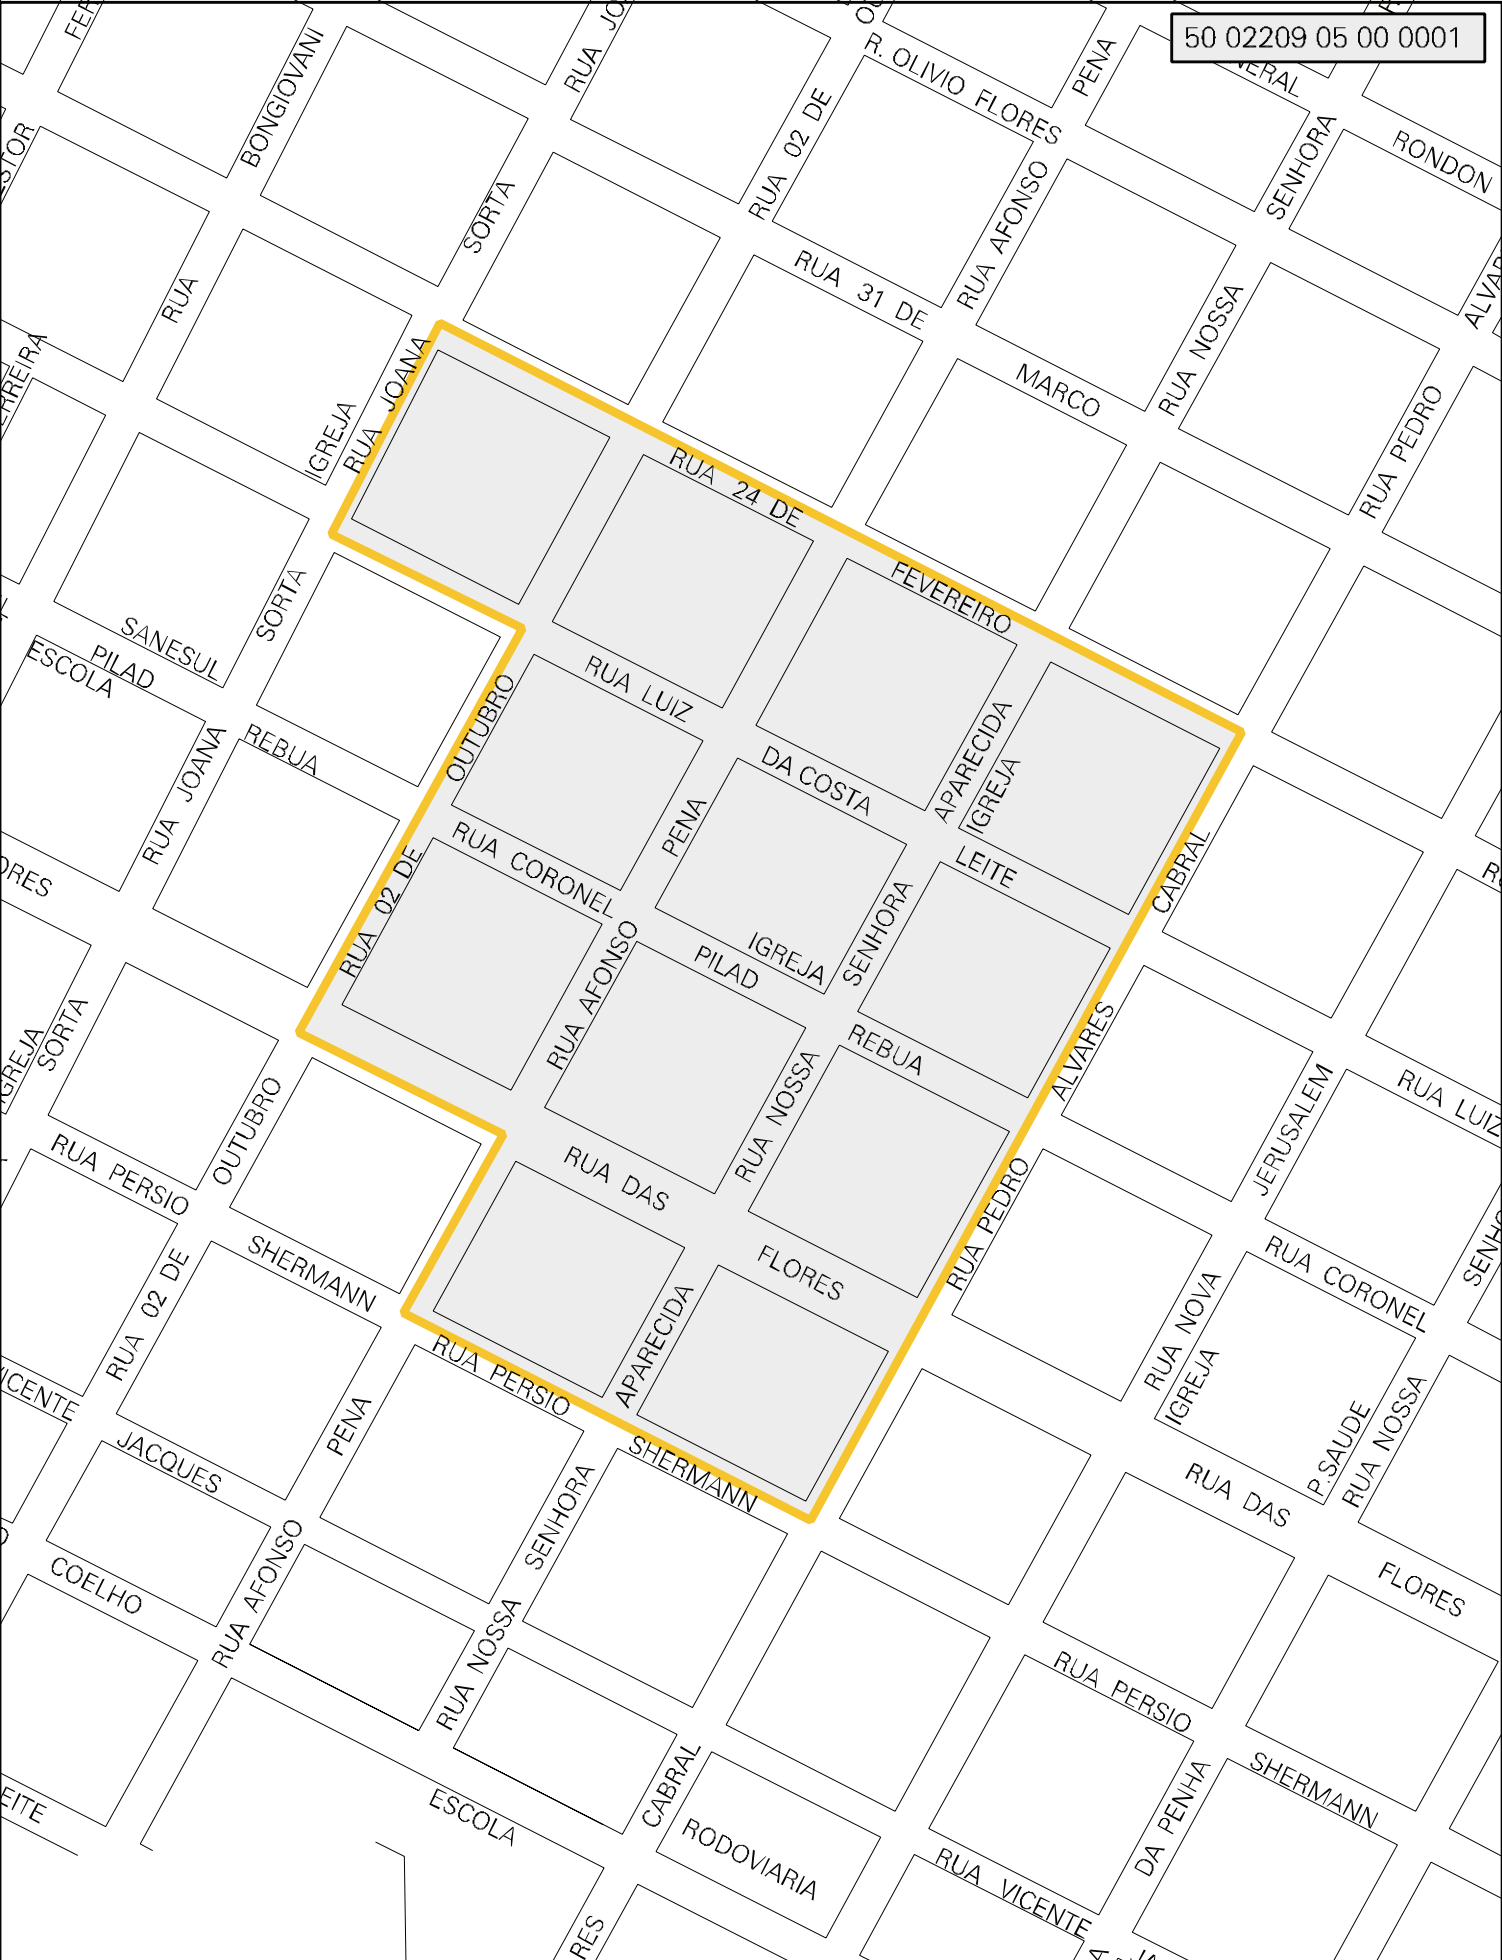 50 02209 05 00 0001
BONGIOVANI
RUA 02 DE
R. OLIVIO FLORES
PENA
SENHORA
RONDON
SORTA
RUA
RUA 31 DE
RUA AFONSO
MARCO
RUA NOSSA
RUA PEDRO
IGREJA
RUA JOANA
RUA 24 DE
FEVEREIRO
SORTA
SANESUL
PILAD
ESCOLA
REBUA
RUA JOANA
OUTUBRO
RUA LUIZ
DA COSTA
APARECIDA
IGREJA
LEITE
PENA
RUA CORONEL
RUA 02 DE
IGREJA
PILAD
SENHORA
CABRAL
RUA AFONSO
REBUA
RUA NOSSA
ALVARES
SORTA
OUTUBRO
RUA PERSIO
RUA DAS
FLORES
RUA PEDRO
JERUSALEM
RUA LUIZ
RUA CORONEL
SHERMANN
RUA 02 DE
APARECIDA
RUA NOVA
IGREJA
P.SAUDE
RUA NOSSA
RUA PERSIO
SHERMANN
VICENTE
JACQUES
PENA
SENHORA
RUA DAS
FLORES
COELHO
RUA AFONSO
RUA NOSSA
RUA PERSIO
SHERMANN
ESCOLA
CABRAL
RODOVIARIA
DA PENHA
RUA VICENTE